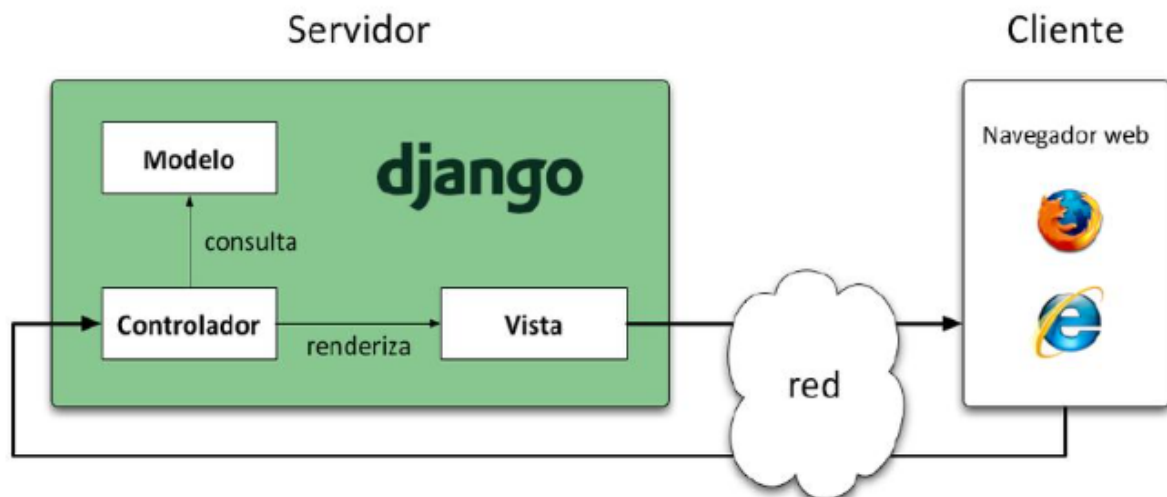 Servidor
Cliente
Modelo
django
Navegador web
consulta
Controlador
renderiza
Vista
red